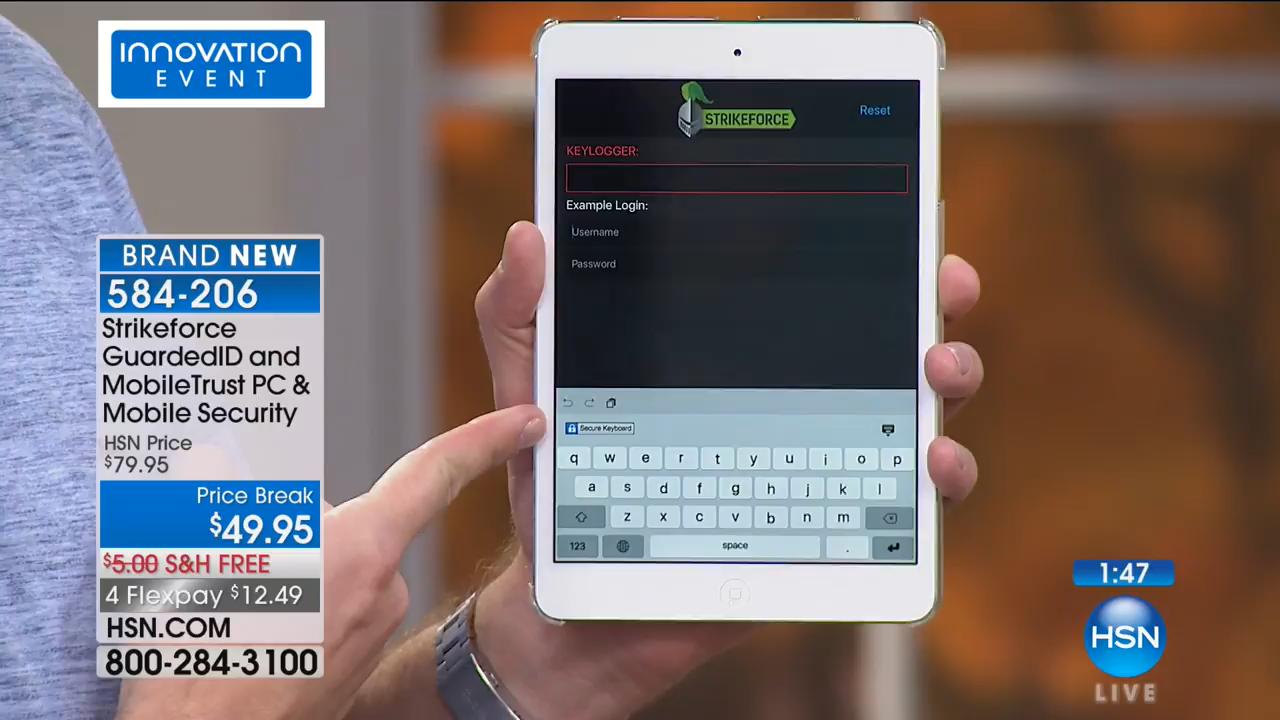 INNOVATION
EVENT
BRAND NEW
584-206
Strikeforce
GuardedID and
MobileTrust PC &
Mobile Security
HSN Price
$79.95
Price Break
$49.95
$5.00 S&H FREE
4 Flexpay $12.49
HSN.COM
800-284-3100
STRIKEFORCE
Reset
KEYLOGGER:
Example Login:
Username
Password
Secure Keyboard
q w e r t y u i o p
a s d f g h j k l
z x c v b n m
123 space .
1:47
HSN
LIVE